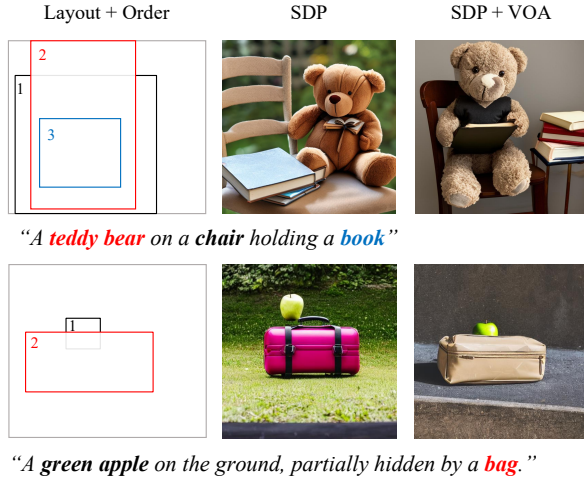 Layout + Order
SDP
SDP + VOA
2
1
3
“A teddy bear on a chair holding a book”
1
2
“A green apple on the ground, partially hidden by a bag.”